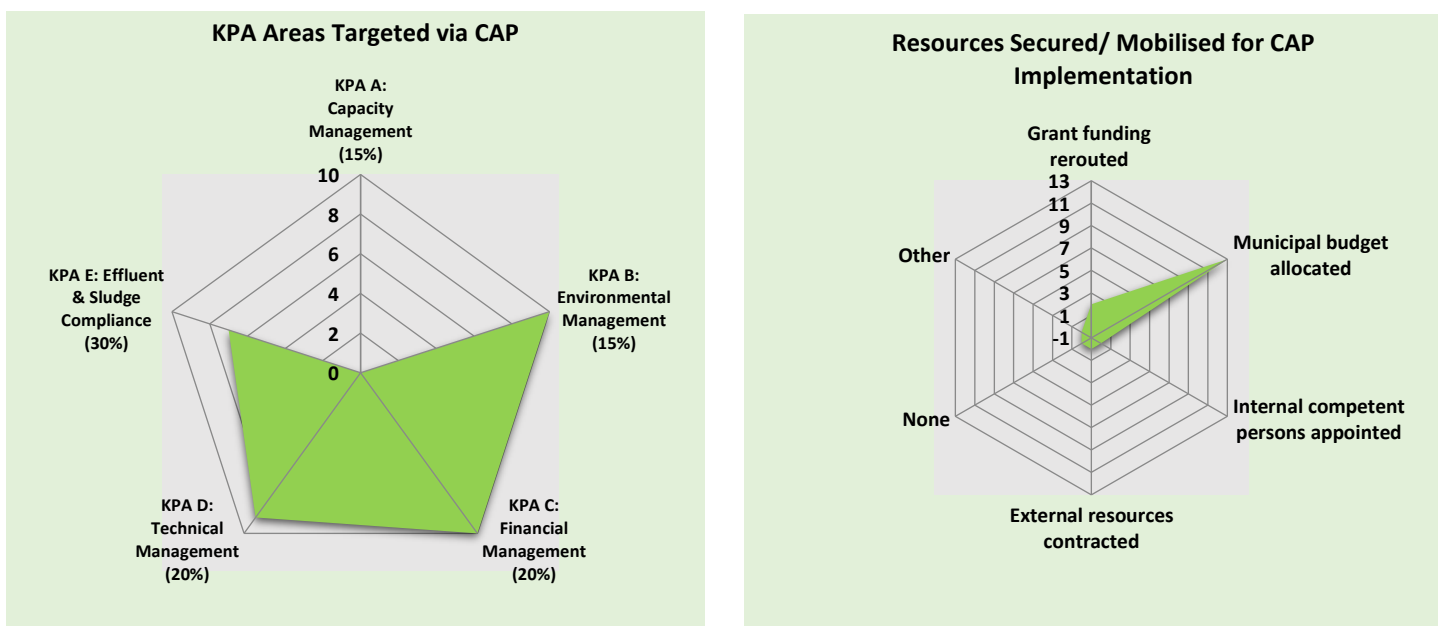 KPA Areas Targeted via CAP
KPA A:
Capacity
Management
(15%)
10
8
6
4
2
0
KPA B:
Environmental
Management
(15%)
KPA C:
Financial
Management
(20%)
KPA D:
Technical
Management
(20%)
KPA E: Effluent
& Sludge
Compliance
(30%)
Resources Secured/ Mobilised for CAP
Implementation
Grant funding
rerouted
13
11
9
7
5
3
1
-1
Municipal budget
allocated
Internal competent
persons appointed
External resources
contracted
None
Other